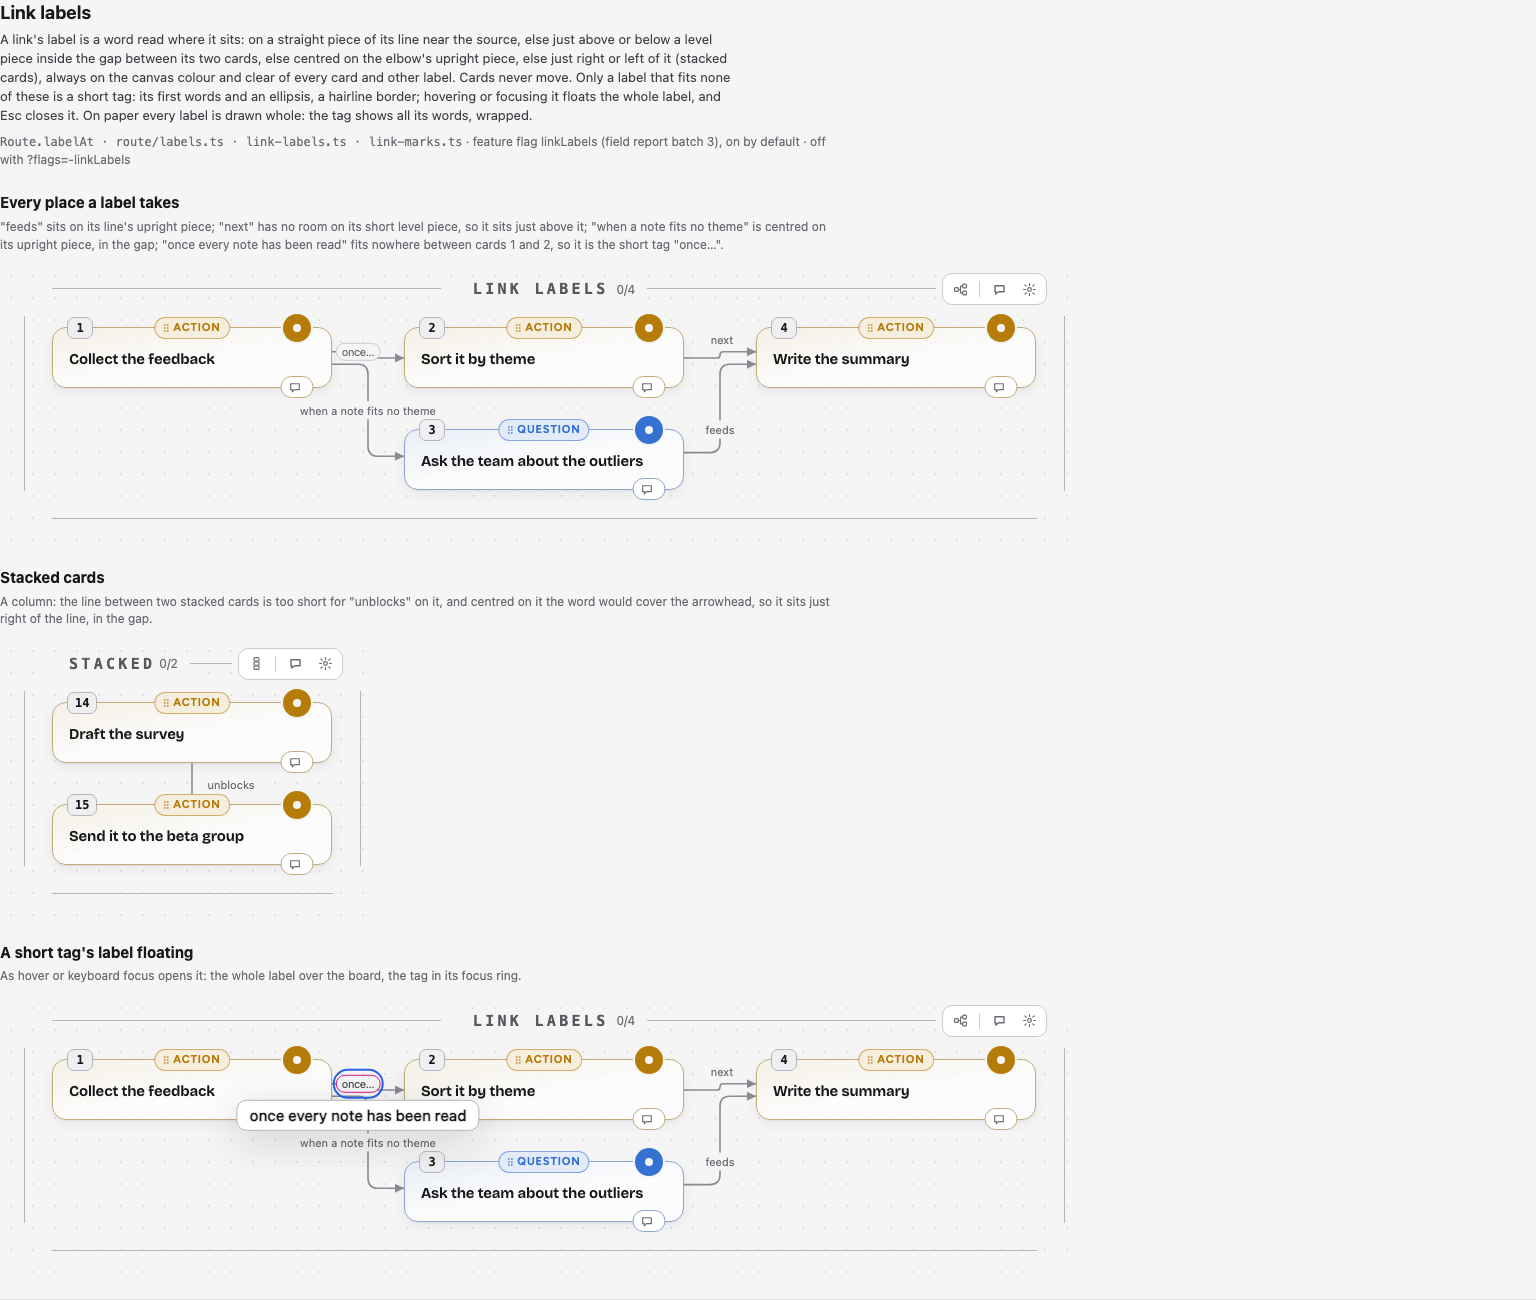 Link labels
A link's label is a word read where it sits: on a straight piece of its line near the source, else just above or below a level
piece inside the gap between its two cards, else centred on the elbow's upright piece, else just right or left of it (stacked
cards), always on the canvas colour and clear of every card and other label. Cards never move. Only a label that fits none
of these is a short tag: its first words and an ellipsis, a hairline border; hovering or focusing it floats the whole label, and
Esc closes it. On paper every label is drawn whole: the tag shows all its words, wrapped.
Route.labelAt · route/labels.ts · link-labels.ts · link-marks.ts · feature flag linkLabels (field report batch 3), on by default · off
with ?flags=-linkLabels
Every place a label takes
"feeds" sits on its line's upright piece; "next" has no room on its short level piece, so it sits just above it; "when a note fits no theme" is centred on
its upright piece, in the gap; "once every note has been read" fits nowhere between cards 1 and 2, so it is the short tag "once…".
LINK LABELS 0/4
1 ACTION
Collect the feedback
once…
2 ACTION
Sort it by theme
next
4 ACTION
Write the summary
when a note fits no theme
3 QUESTION
Ask the team about the outliers
feeds
Stacked cards
A column: the line between two stacked cards is too short for "unblocks" on it, and centred on it the word would cover the arrowhead, so it sits just
right of the line, in the gap.
STACKED 0/2
14 ACTION
Draft the survey
unblocks
15 ACTION
Send it to the beta group
A short tag's label floating
As hover or keyboard focus opens it: the whole label over the board, the tag in its focus ring.
LINK LABELS 0/4
1 ACTION
Collect the feedback
once…
2 ACTION
Sort it by theme
next
4 ACTION
Write the summary
once every note has been read
when a note fits no theme
3 QUESTION
Ask the team about the outliers
feeds